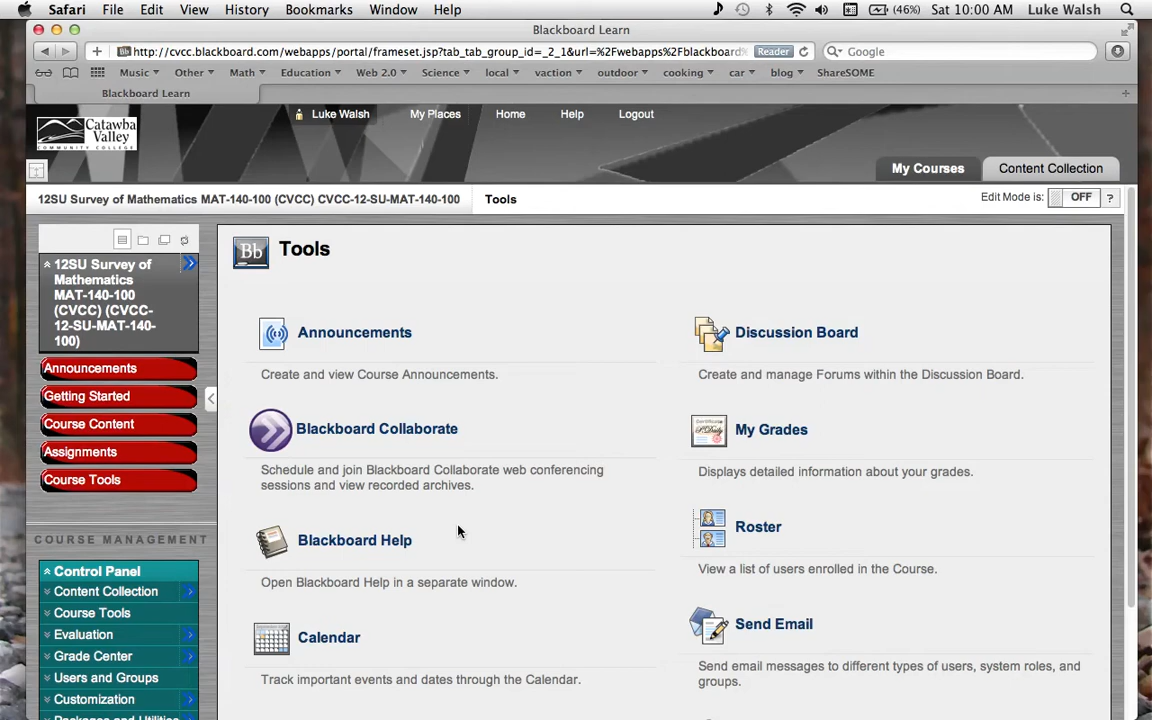 Safari File Edit View History Bookmarks Window Help (46%) Sat 10:00 AM Luke Walsh
Blackboard Learn
http://cvcc.blackboard.com/webapps/portal/frameset.jsp?tab_tab_group_id=_2_1&url=%2Fwebapps%2Fblackboard Reader Google
Music Other Math Education Web 2.0 Science local vaction outdoor cooking car blog ShareSOME
Blackboard Learn
Luke Walsh My Places Home Help Logout
Catawba
Valley
COMMUNITY COLLEGE
My Courses Content Collection
12SU Survey of Mathematics MAT-140-100 (CVCC) CVCC-12-SU-MAT-140-100 Tools Edit Mode is: OFF ?
12SU Survey of
Mathematics
MAT-140-100
(CVCC) (CVCC-
12-SU-MAT-140-
100)
Announcements
Getting Started
Course Content
Assignments
Course Tools
COURSE MANAGEMENT
Control Panel
Content Collection
Course Tools
Evaluation
Grade Center
Users and Groups
Customization
Packages and Utilities
Bb Tools
Announcements
Create and view Course Announcements.
Blackboard Collaborate
Schedule and join Blackboard Collaborate web conferencing
sessions and view recorded archives.
Blackboard Help
Open Blackboard Help in a separate window.
Calendar
Track important events and dates through the Calendar.
Discussion Board
Create and manage Forums within the Discussion Board.
My Grades
Displays detailed information about your grades.
Roster
View a list of users enrolled in the Course.
Send Email
Send email messages to different types of users, system roles, and
groups.